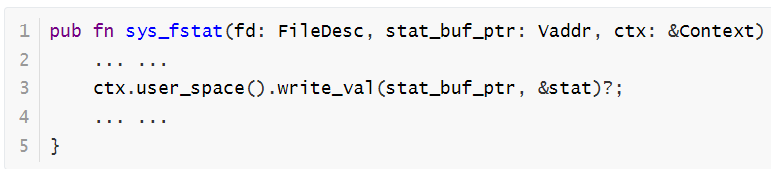 1 pub fn sys_fstat(fd: FileDesc, stat_buf_ptr: Vaddr, ctx: &Context)
2     ... ...
3     ctx.user_space().write_val(stat_buf_ptr, &stat)?;
4     ... ...
5 }